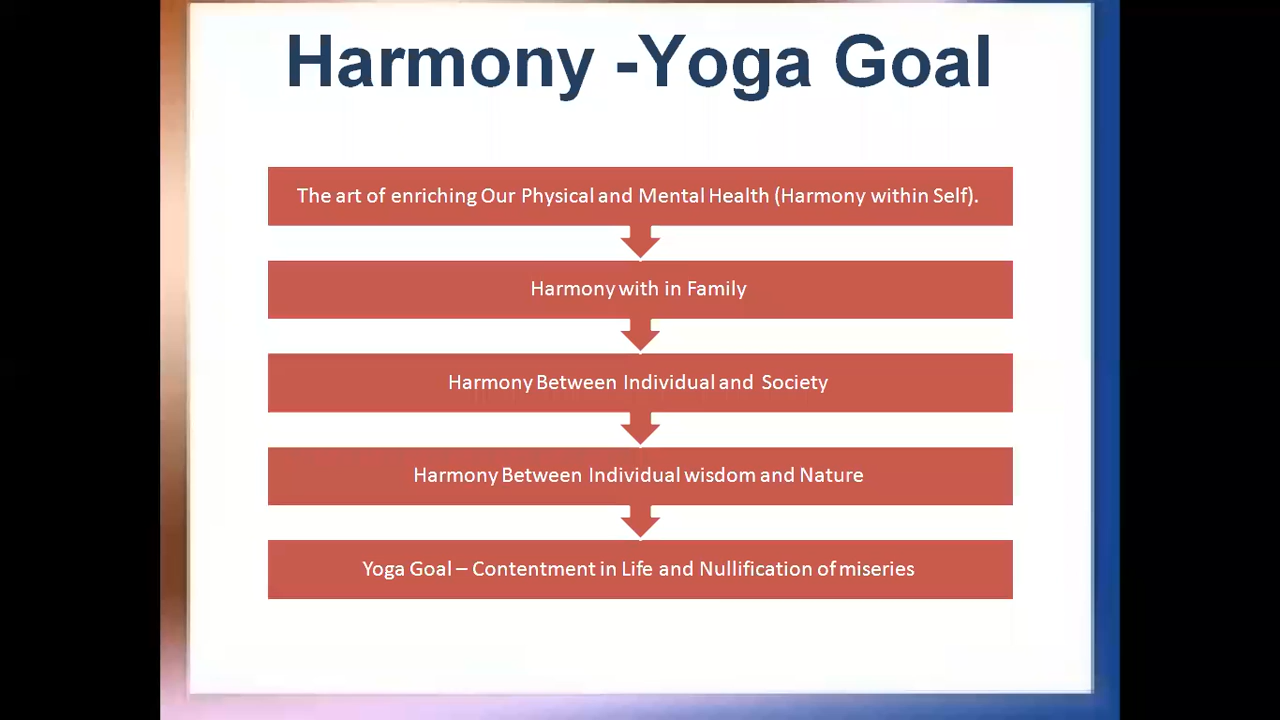 Harmony -Yoga Goal
The art of enriching Our Physical and Mental Health (Harmony within Self).
Harmony with in Family
Harmony Between Individual and  Society
Harmony Between Individual wisdom and Nature
Yoga Goal – Contentment in Life and Nullification of miseries